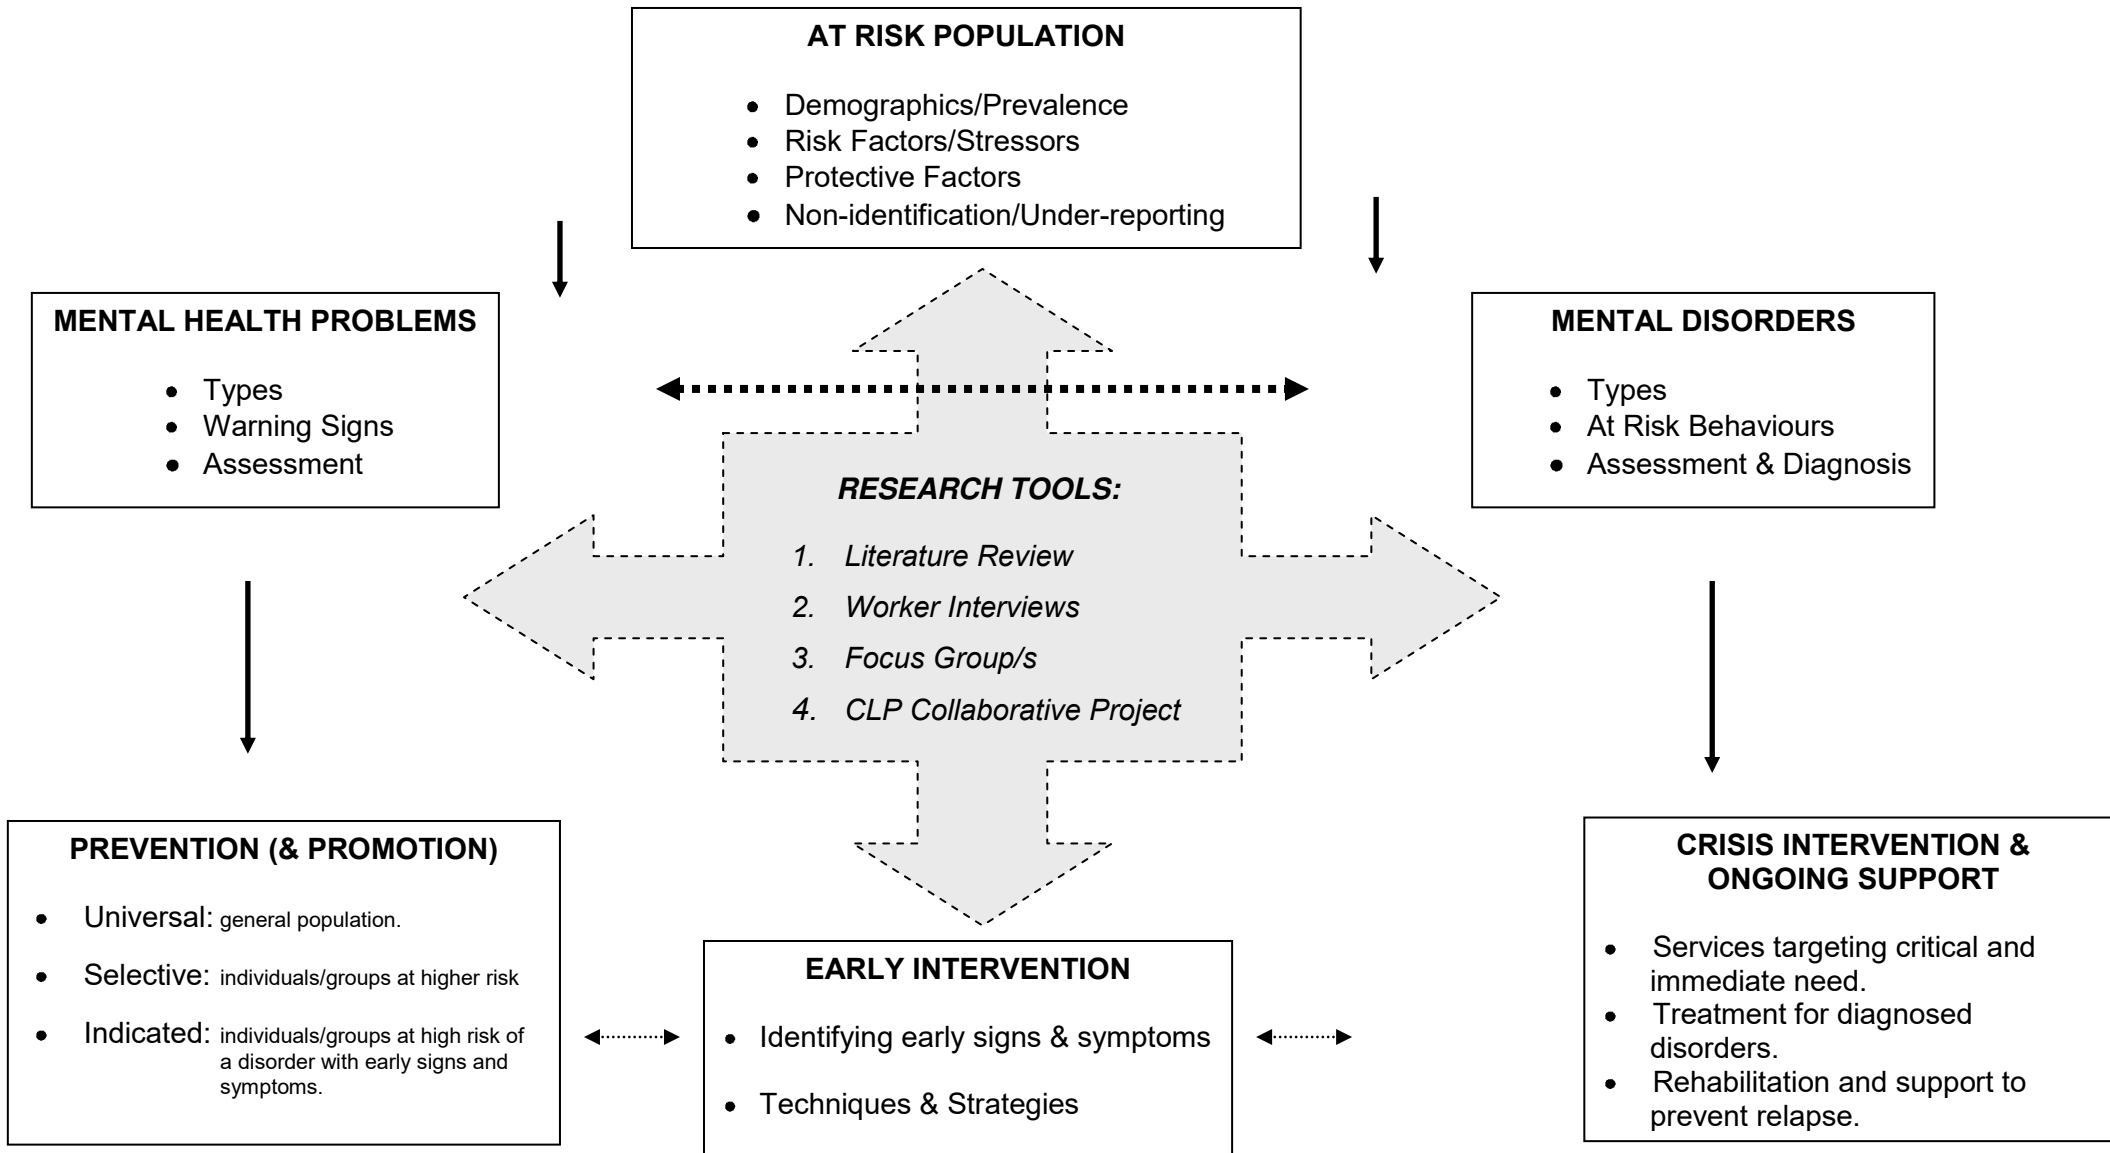 AT RISK POPULATION
• Demographics/Prevalence
• Risk Factors/Stressors
• Protective Factors
• Non-identification/Under-reporting
MENTAL HEALTH PROBLEMS
• Types
• Warning Signs
• Assessment
MENTAL DISORDERS
• Types
• At Risk Behaviours
• Assessment & Diagnosis
RESEARCH TOOLS:
1. Literature Review
2. Worker Interviews
3. Focus Group/s
4. CLP Collaborative Project
PREVENTION (& PROMOTION)
• Universal: general population.
• Selective: individuals/groups at higher risk
• Indicated: individuals/groups at high risk of
a disorder with early signs and
symptoms.
EARLY INTERVENTION
• Identifying early signs & symptoms
• Techniques & Strategies
CRISIS INTERVENTION &
ONGOING SUPPORT
• Services targeting critical and
immediate need.
• Treatment for diagnosed
disorders.
• Rehabilitation and support to
prevent relapse.